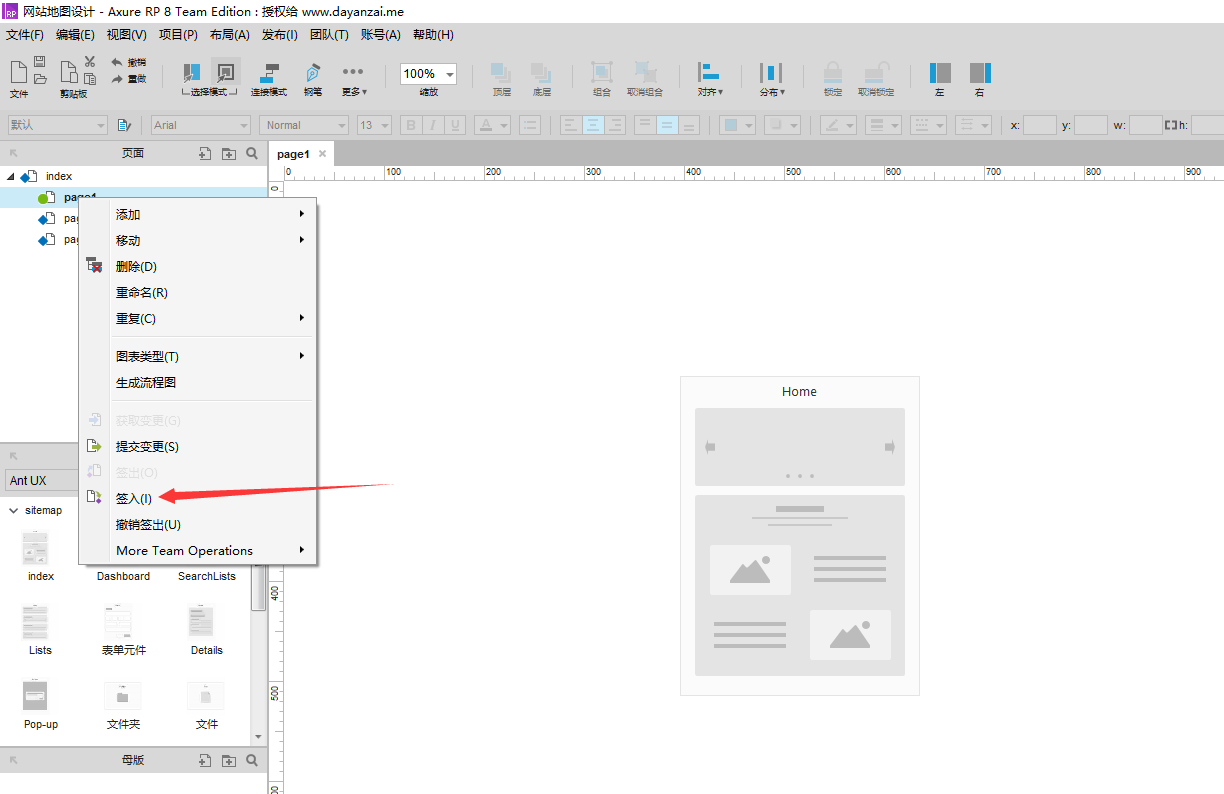 RP 网站地图设计 - Axure RP 8 Team Edition : 授权给 www.dayanzai.me
文件(F) 编辑(E) 视图(V) 项目(P) 布局(A) 发布(I) 团队(T) 账号(A) 帮助(H)
撤销
重做
100%
文件 剪贴板 选择模式 连接模式 钢笔 更多 缩放 顶层 底层 组合 取消组合 对齐 分布 锁定 取消锁定 左 右
默认 Arial Normal 13 B I U A x: y: w: h:
页面
page1
index
page1
0 100 200 300 400 500 600 700 800 900
0
添加
移动
删除(D)
重命名(R)
重复(C)
图表类型(T)
生成流程图
获取变更(G)
提交变更(S)
签出(O)
签入(I)
撤销签出(U)
More Team Operations
Home
Ant UX
sitemap
index Dashboard SearchLists
Lists 表单元件 Details
Pop-up 文件夹 文件
400
500
母版